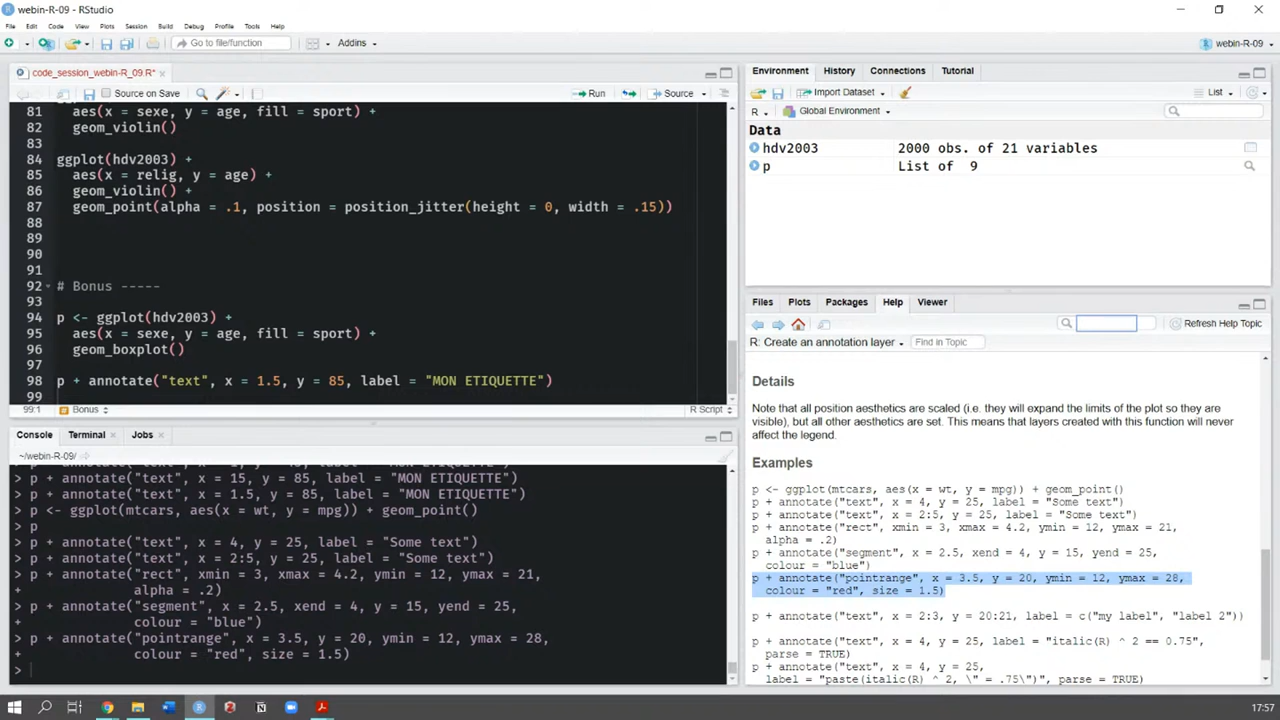 webin-R-09 - RStudio
File Edit Code View Plots Session Build Debug Profile Tools Help
Go to file/function Addins webin-R-09
code_session_webin-R_09.R*
Source on Save Run Source
81 aes(x = sexe, y = age, fill = sport) +
82 geom_violin()
83
84 ggplot(hdv2003) +
85 aes(x = relig, y = age) +
86 geom_violin() +
87 geom_point(alpha = .1, position = position_jitter(height = 0, width = .15))
88
89
90
91
92 # Bonus -----
93
94 p <- ggplot(hdv2003) +
95 aes(x = sexe, y = age, fill = sport) +
96 geom_boxplot()
97
98 p + annotate("text", x = 1.5, y = 85, label = "MON ETIQUETTE")
99
99:1 Bonus R Script
Console Terminal Jobs
~/webin-R-09/
> p + annotate("text", x = 15, y = 85, label = "MON ETIQUETTE")
> p + annotate("text", x = 1.5, y = 85, label = "MON ETIQUETTE")
> p <- ggplot(mtcars, aes(x = wt, y = mpg)) + geom_point()
> p
> p + annotate("text", x = 4, y = 25, label = "Some text")
> p + annotate("text", x = 2:5, y = 25, label = "Some text")
> p + annotate("rect", xmin = 3, xmax = 4.2, ymin = 12, ymax = 21,
+ alpha = .2)
> p + annotate("segment", x = 2.5, xend = 4, y = 15, yend = 25,
+ colour = "blue")
> p + annotate("pointrange", x = 3.5, y = 20, ymin = 12, ymax = 28,
+ colour = "red", size = 1.5)
>
Environment History Connections Tutorial
Import Dataset List
R Global Environment
Data
hdv2003 2000 obs. of 21 variables
p List of 9
Files Plots Packages Help Viewer
Refresh Help Topic
R: Create an annotation layer Find in Topic
Details
Note that all position aesthetics are scaled (i.e. they will expand the limits of the plot so they are
visible), but all other aesthetics are set. This means that layers created with this function will never
affect the legend.
Examples
p <- ggplot(mtcars, aes(x = wt, y = mpg)) + geom_point()
p + annotate("text", x = 4, y = 25, label = "Some text")
p + annotate("text", x = 2:5, y = 25, label = "Some text")
p + annotate("rect", xmin = 3, xmax = 4.2, ymin = 12, ymax = 21,
alpha = .2)
p + annotate("segment", x = 2.5, xend = 4, y = 15, yend = 25,
colour = "blue")
p + annotate("pointrange", x = 3.5, y = 20, ymin = 12, ymax = 28,
colour = "red", size = 1.5)
p + annotate("text", x = 2:3, y = 20:21, label = c("my label", "label 2"))
p + annotate("text", x = 4, y = 25, label = "italic(R) ^ 2 == 0.75",
parse = TRUE)
p + annotate("text", x = 4, y = 25,
label = "paste(italic(R) ^ 2, \" = .75\")", parse = TRUE)
17:57